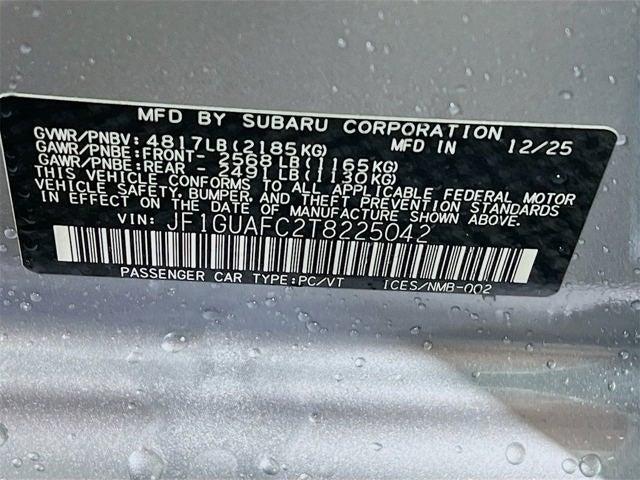 MFD BY SUBARU CORPORATION
GVWR/PNBV: 4817LB(2185KG) MFD IN 12/25
GAWR/PNBE:FRONT- 2568LB(1165KG)
GAWR/PNBE:REAR - 2491LB(1130KG)
THIS VEHICLE CONFORMS TO ALL APPLICABLE FEDERAL MOTOR
VEHICLE SAFETY, BUMPER, AND THEFT PREVENTION STANDARDS
IN EFFECT ON THE DATE OF MANUFACTURE SHOWN ABOVE.
VIN: JF1GUAFC2T8225042
PASSENGER CAR TYPE:PC/VT ICES/NMB-002